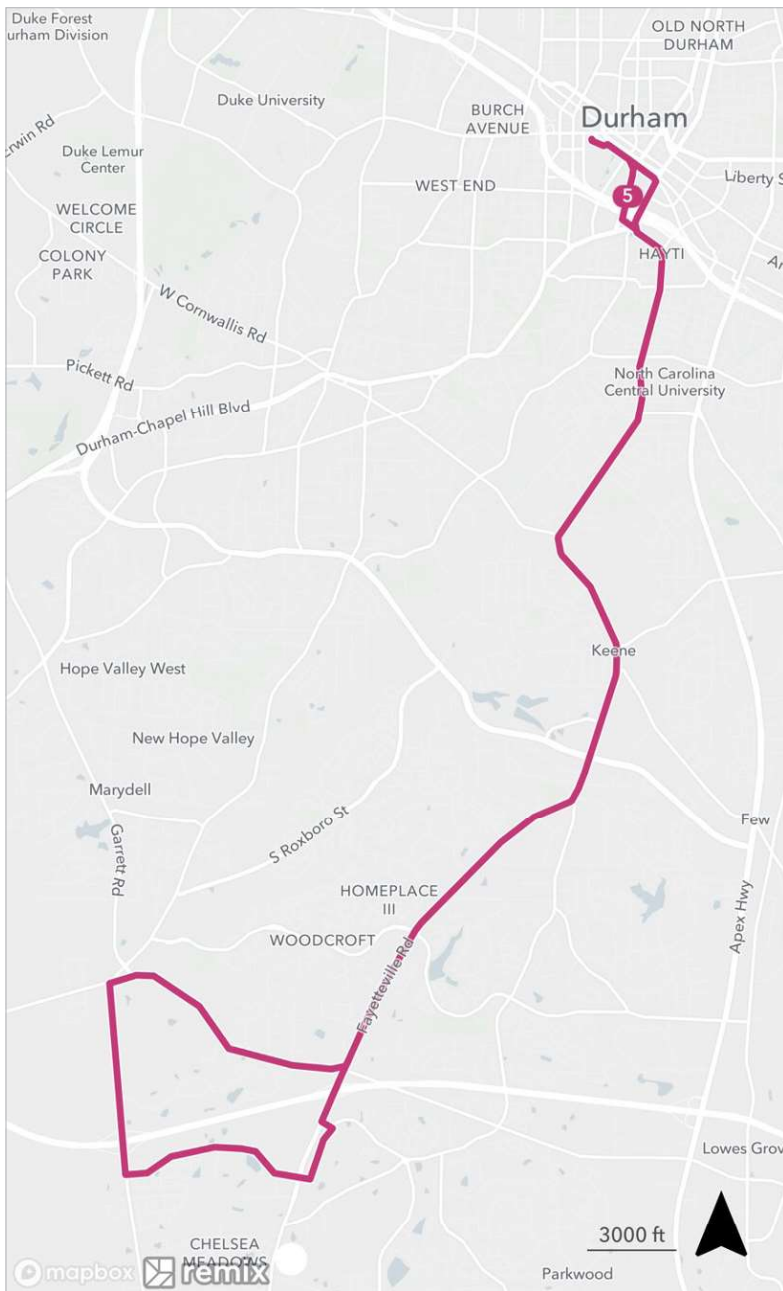 Duke Forest
urham Division
OLD NORTH
DURHAM
Duke University
BURCH
AVENUE
Durham
Erwin Rd
Duke Lemur
Center
WEST END
Liberty S
5
WELCOME
CIRCLE
COLONY
PARK
HAYTI
An
W Cornwallis Rd
Pickett Rd
North Carolina
Central University
Durham-Chapel Hill Blvd
Keene
Hope Valley West
New Hope Valley
Marydell
Few
S Roxboro St
Garrett Rd
HOMEPLACE
III
Apex Hwy
WOODCROFT
Fayetteville Rd
Lowes Grov
3000 ft
CHELSEA
MEADOWS
mapbox
remix
Parkwood